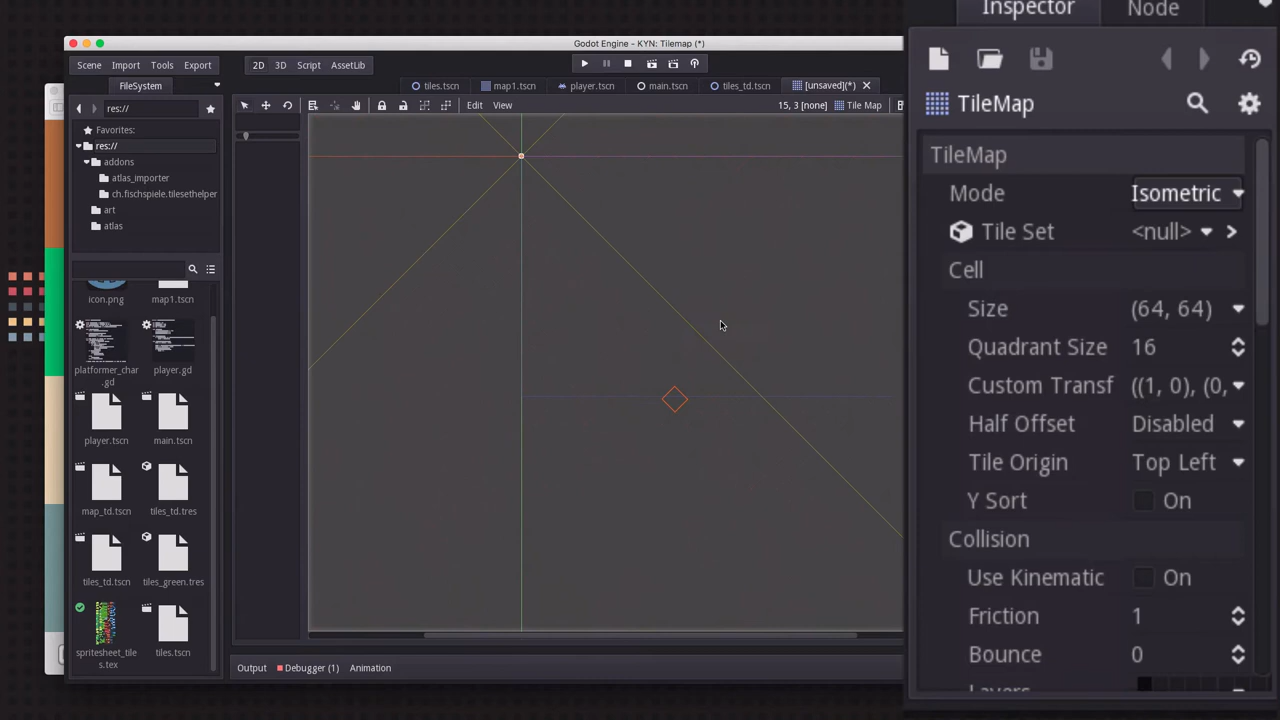 Godot Engine - KYN: Tilemap (*)
Scene Import Tools Export
2D 3D Script AssetLib
FileSystem
tiles.tscn map1.tscn player.tscn main.tscn tiles_td.tscn [unsaved](*)
res://
Edit View
15, 3 [none] Tile Map
Favorites:
res://
addons
atlas_importer
ch.fischspiele.tilesethelper
art
atlas
icon.png map1.tscn
platformer_char
.gd
player.gd
player.tscn main.tscn
map_td.tscn tiles_td.tres
tiles_td.tscn tiles_green.tres
spritesheet_tile
s.tex
tiles.tscn
Output Debugger (1) Animation
Inspector Node
TileMap
TileMap
Mode Isometric
Tile Set <null>
Cell
Size (64, 64)
Quadrant Size 16
Custom Transf ((1, 0), (0,
Half Offset Disabled
Tile Origin Top Left
Y Sort On
Collision
Use Kinematic On
Friction 1
Bounce 0
Layers